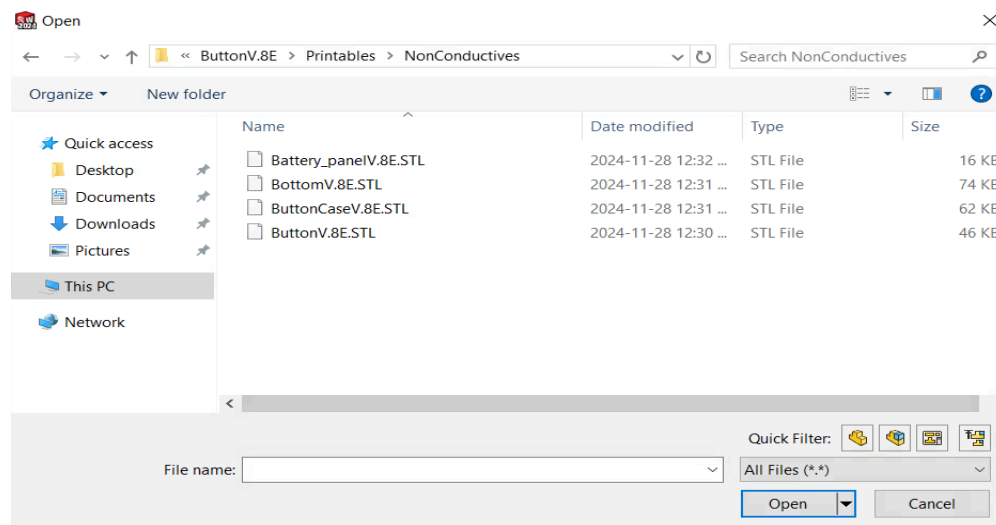 SW 2024 Open
« ButtonV.8E > Printables > NonConductives Search NonConductives
Organize New folder ?
Name Date modified Type Size
Quick access
Desktop
Documents
Downloads
Pictures
This PC
Network
Battery_panelV.8E.STL 2024-11-28 12:32 ... STL File 16 KB
BottomV.8E.STL 2024-11-28 12:31 ... STL File 74 KB
ButtonCaseV.8E.STL 2024-11-28 12:31 ... STL File 62 KB
ButtonV.8E.STL 2024-11-28 12:30 ... STL File 46 KB
Quick Filter:
File name: All Files (*.*)
Open Cancel